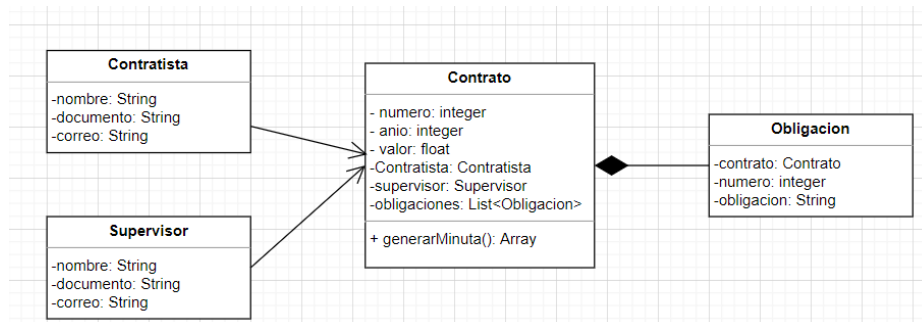 Contratista
-nombre: String
-documento: String
-correo: String
Supervisor
-nombre: String
-documento: String
-correo: String
Contrato
- numero: integer
- anio: integer
- valor: float
-Contratista: Contratista
-supervisor: Supervisor
-obligaciones: List<Obligacion>
+ generarMinuta(): Array
Obligacion
-contrato: Contrato
-numero: integer
-obligacion: String